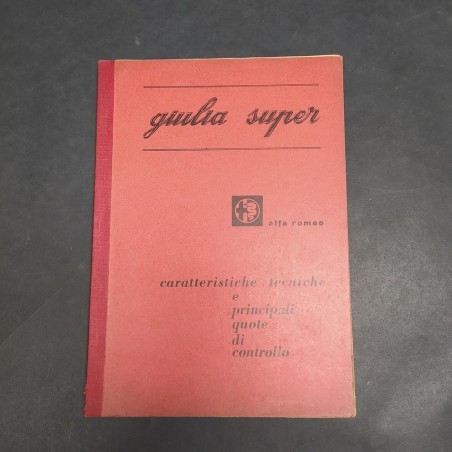 giulia super
alfa romeo
caratteristiche tecniche
e
principali
quote
di
controllo